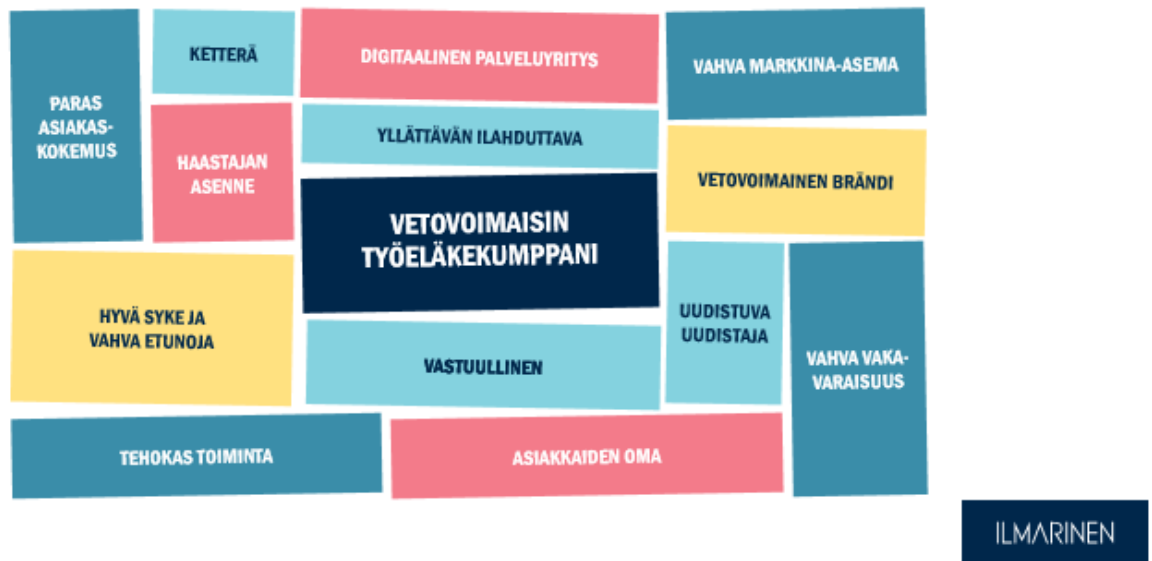 PARAS
ASIAKAS-
KOKEMUS
KETTERÄ
HAASTAJAN
ASENNE
DIGITAALINEN PALVELUYRITYS
YLLÄTTÄVÄN ILAHDUTTAVA
VETOVOIMAISIN
TYÖELÄKEKUMPPANI
VAHVA MARKKINA-ASEMA
VETOVOIMAINEN BRÄNDI
HYVÄ SYKE JA
VAHVA ETUNOJA
VASTUULLINEN
UUDISTUVA
UUDISTAJA
VAHVA VAKA-
VARAISUUS
TEHOKAS TOIMINTA
ASIAKKAIDEN OMA
ILMARINEN